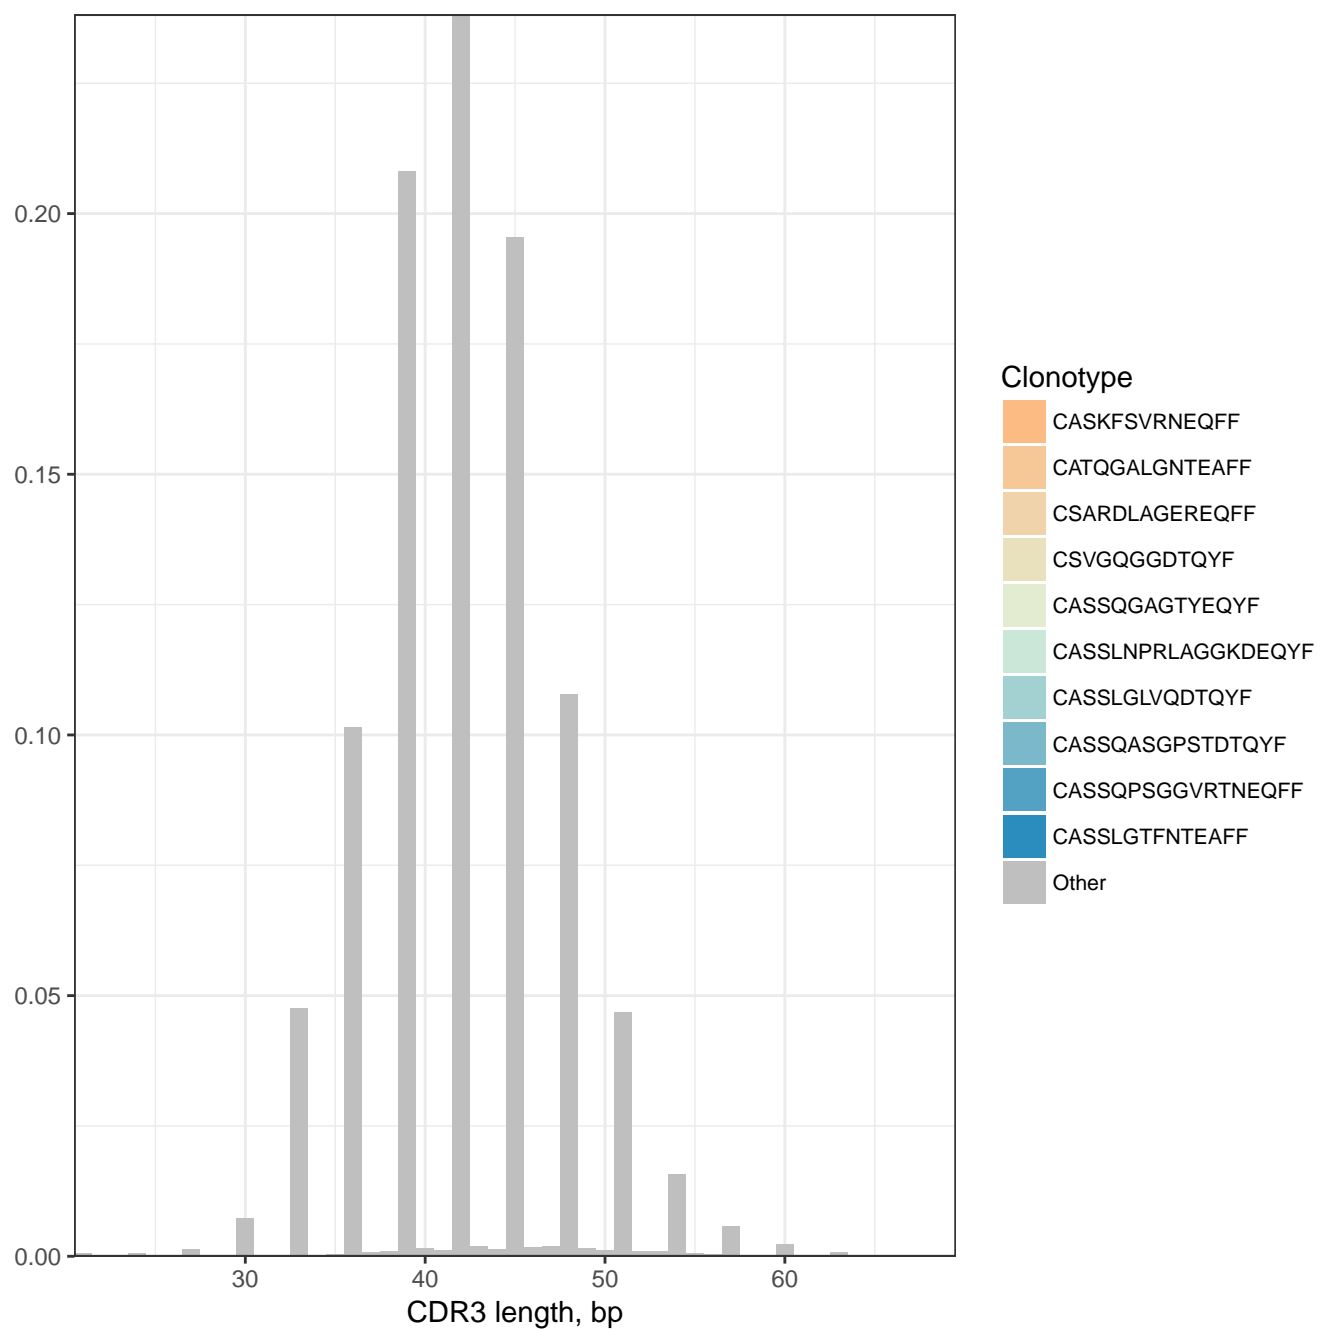 0.20
0.15
0.10
0.05
0.00
30
40
50
60
CDR3 length, bp
Clonotype
CASKFSVRNEQFF
CATQGALGNTEAFF
CSARDLAGEREQFF
CSVGQGGDTQYF
CASSQGAGTYEQYF
CASSLNPRLAGGKDEQYF
CASSLGLVQDTQYF
CASSQASGPSTDTQYF
CASSQPSGGVRTNEQFF
CASSLGTFNTEAFF
Other